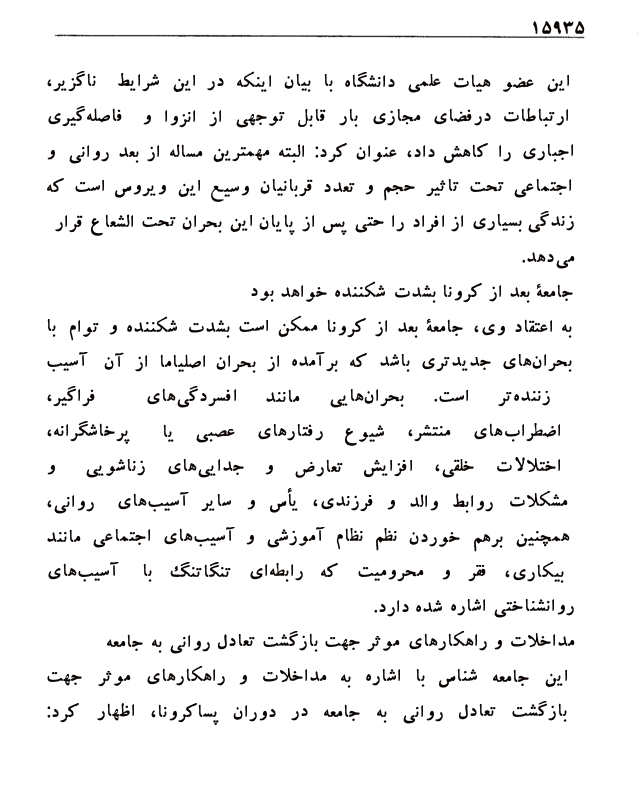 ۱۵۹۳۵
این عضو هیات علمی دانشگاه با بیان اینکه در این شرایط ناگزیر،
ارتباطات درفضای مجازی بار قابل توجهی از انزوا و فاصله‌گیری
اجباری را کاهش داد، عنوان کرد: البته مهمترین مساله از بعد روانی و
اجتماعی تحت تاثیر حجم و تعدد قربانیان وسیع این ویروس است که
زندگی بسیاری از افراد را حتی پس از پایان این بحران تحت الشعاع قرار
می‌دهد.
جامعۀ بعد از کرونا بشدت شکننده خواهد بود
به اعتقاد وی، جامعۀ بعد از کرونا ممکن است بشدت شکننده و توام با
بحران‌های جدیدتری باشد که برآمده از بحران اصلیاما از آن آسیب
زننده‌تر است. بحران‌هایی مانند افسردگی‌های فراگیر،
اضطراب‌های منتشر، شیوع رفتارهای عصبی یا پرخاشگرانه،
اختلالات خلقی، افزایش تعارض و جدایی‌های زناشویی و
مشکلات روابط والد و فرزندی، یأس و سایر آسیب‌های روانی،
همچنین برهم خوردن نظم نظام آموزشی و آسیب‌های اجتماعی مانند
بیکاری، فقر و محرومیت که رابطه‌ای تنگاتنگ با آسیب‌های
روانشناختی اشاره شده دارد.
مداخلات و راهکارهای موثر جهت بازگشت تعادل روانی به جامعه
این جامعه شناس با اشاره به مداخلات و راهکارهای موثر جهت
بازگشت تعادل روانی به جامعه در دوران پساکرونا، اظهار کرد: